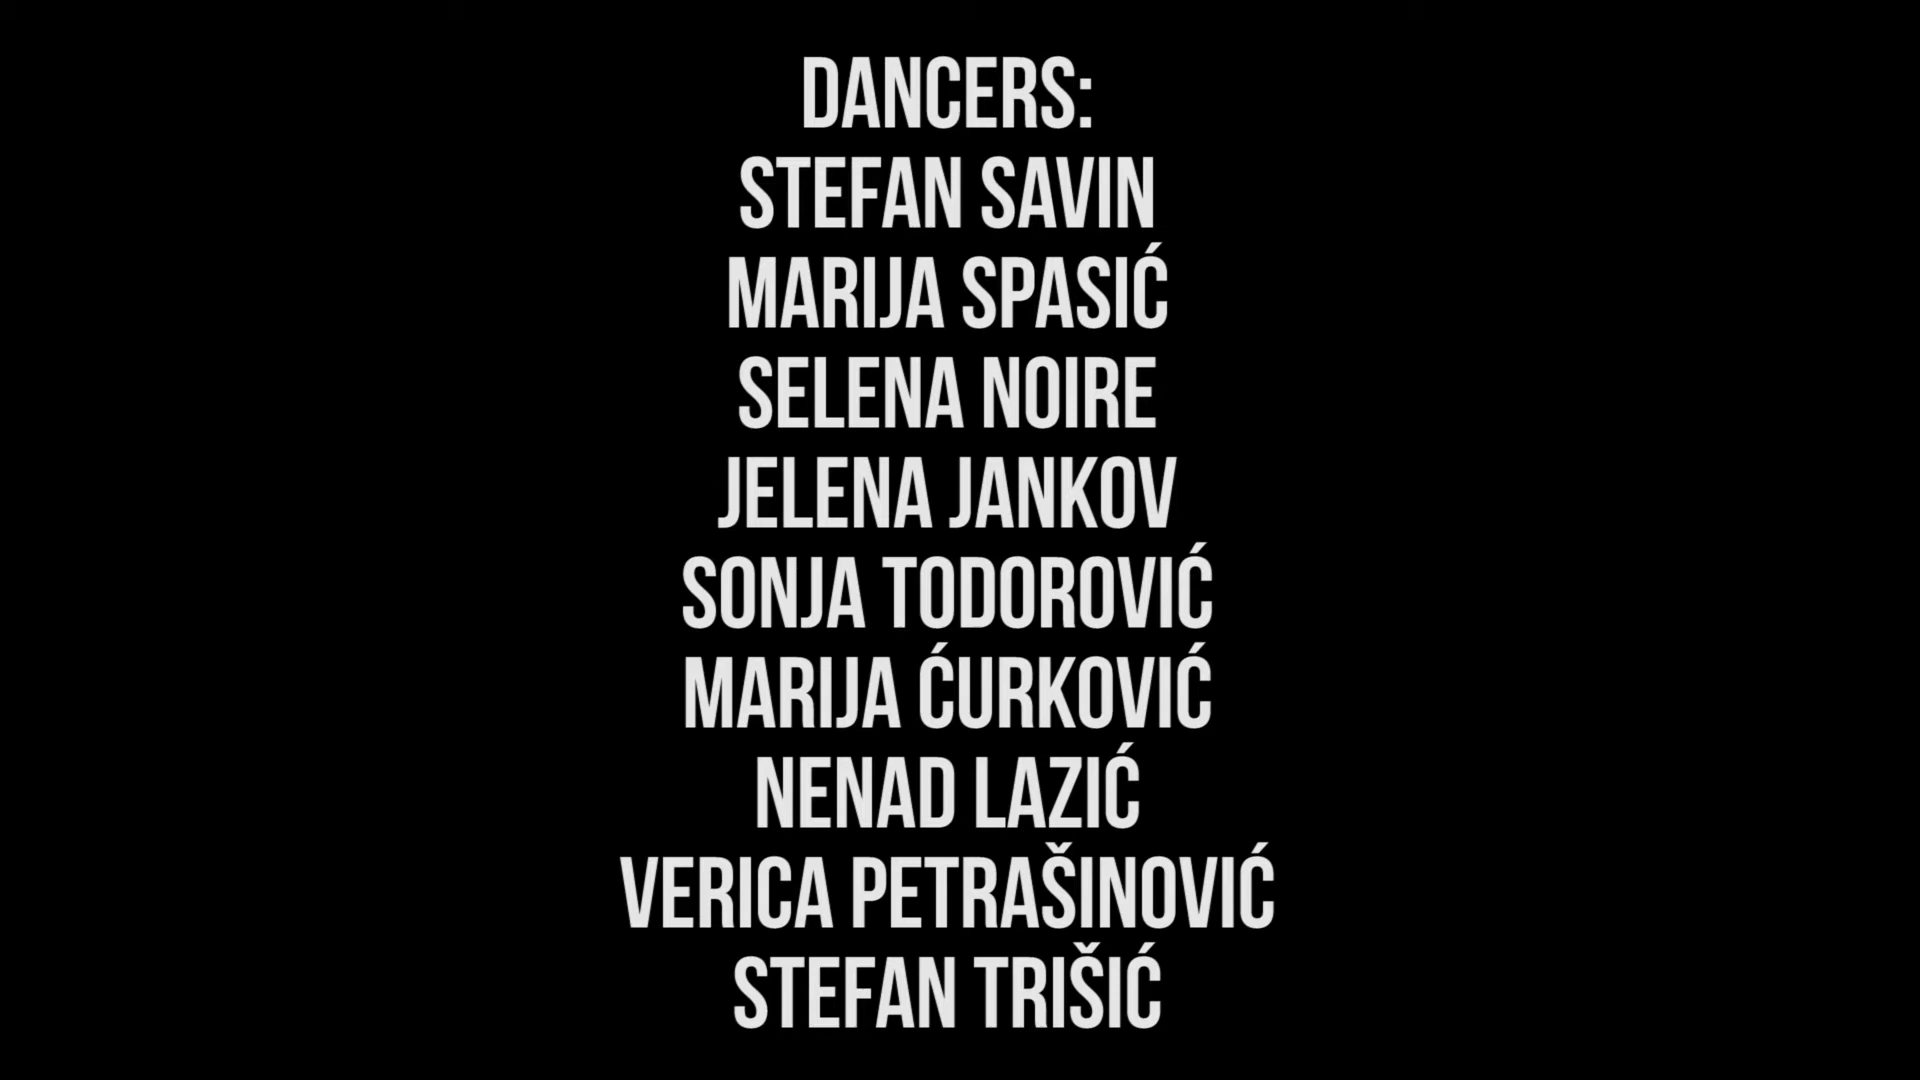 DANCERS:
STEFAN SAVIN
MARIJA SPASIĆ
SELENA NOIRE
JELENA JANKOV
SONJA TODOROVIĆ
MARIJA ĆURKOVIĆ
NENAD LAZIĆ
VERICA PETRAŠINOVIĆ
STEFAN TRIŠIĆ